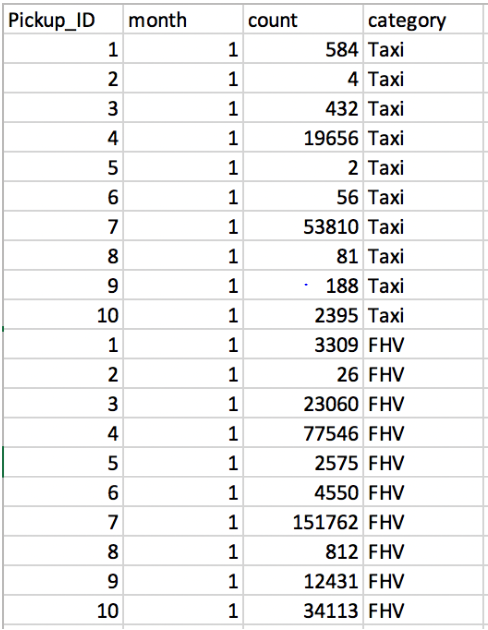 Pickup_ID month count category
1 1 584 Taxi
2 1 4 Taxi
3 1 432 Taxi
4 1 19656 Taxi
5 1 2 Taxi
6 1 56 Taxi
7 1 53810 Taxi
8 1 81 Taxi
9 1 188 Taxi
10 1 2395 Taxi
1 1 3309 FHV
2 1 26 FHV
3 1 23060 FHV
4 1 77546 FHV
5 1 2575 FHV
6 1 4550 FHV
7 1 151762 FHV
8 1 812 FHV
9 1 12431 FHV
10 1 34113 FHV